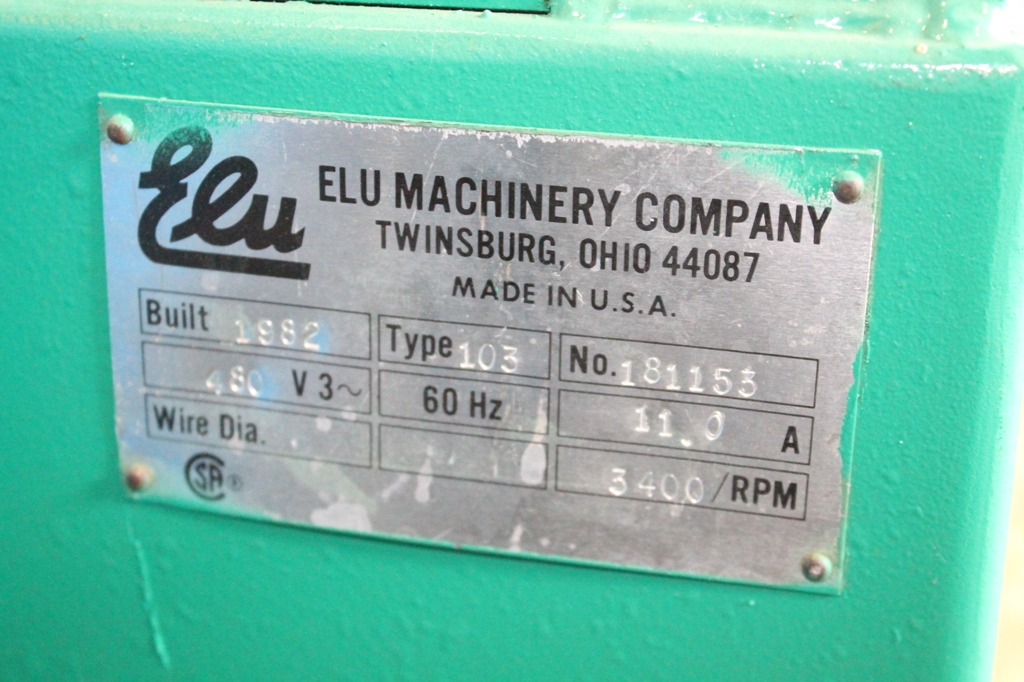 Elu
ELU MACHINERY COMPANY
TWINSBURG, OHIO 44087
MADE IN U.S.A.
Built 1982 Type 103 No. 181153
480 V 3~ 60 Hz 11.0 A
Wire Dia. 3400/RPM
SA®